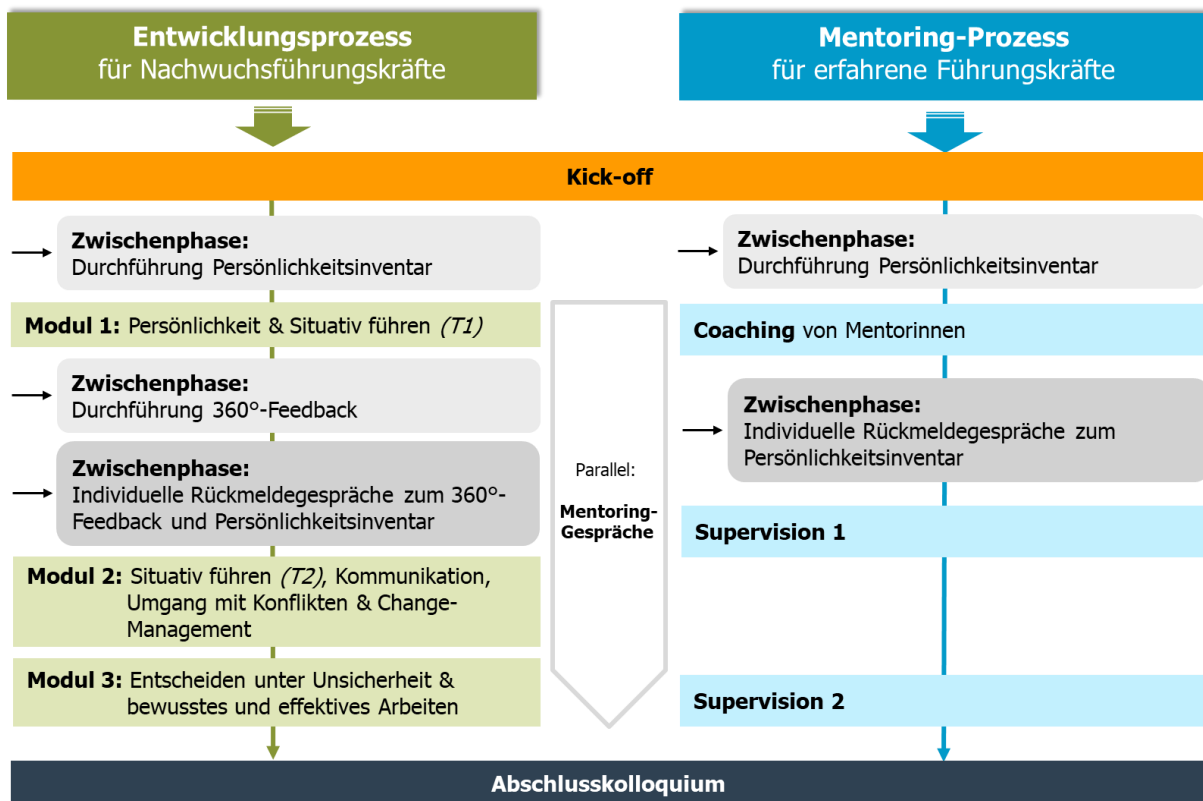 Entwicklungsprozess
für Nachwuchsführungskräfte
Mentoring-Prozess
für erfahrene Führungskräfte
Kick-off
Zwischenphase:
Durchführung Persönlichkeitsinventar
Modul 1: Persönlichkeit & Situativ führen (T1)
Zwischenphase:
Durchführung 360°-Feedback
Zwischenphase:
Individuelle Rückmeldegespräche zum 360°-
Feedback und Persönlichkeitsinventar
Modul 2: Situativ führen (T2), Kommunikation,
Umgang mit Konflikten & Change-
Management
Modul 3: Entscheiden unter Unsicherheit &
bewusstes und effektives Arbeiten
Parallel:
Mentoring-
Gespräche
Zwischenphase:
Durchführung Persönlichkeitsinventar
Coaching von Mentorinnen
Zwischenphase:
Individuelle Rückmeldegespräche zum
Persönlichkeitsinventar
Supervision 1
Supervision 2
Abschlusskolloquium